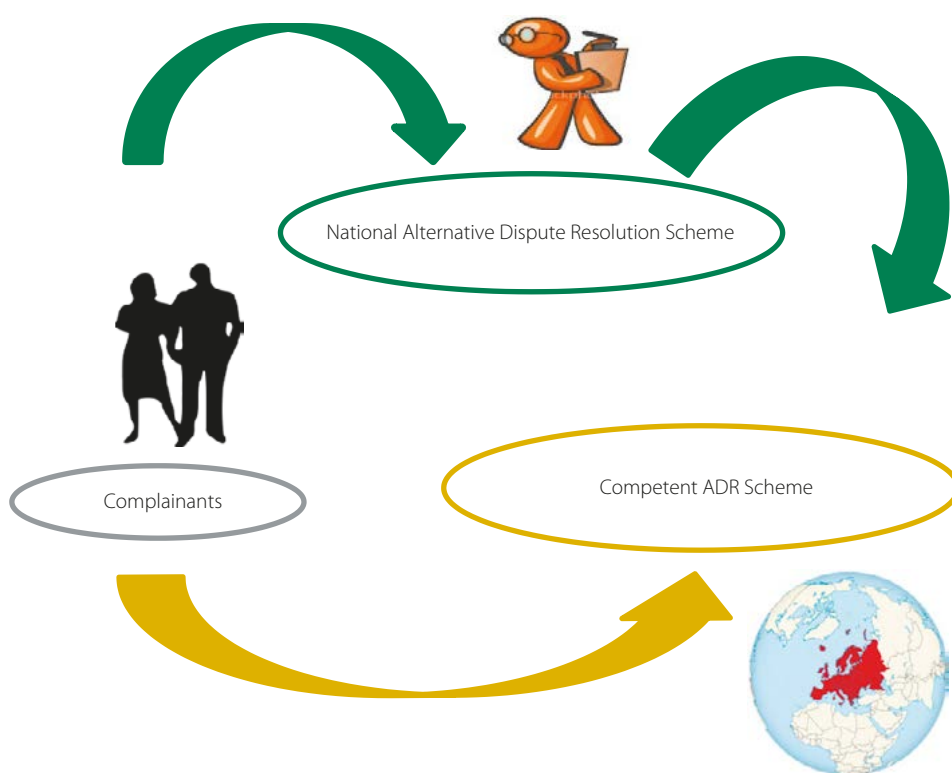 National Alternative Dispute Resolution Scheme
Complainants
Competent ADR Scheme